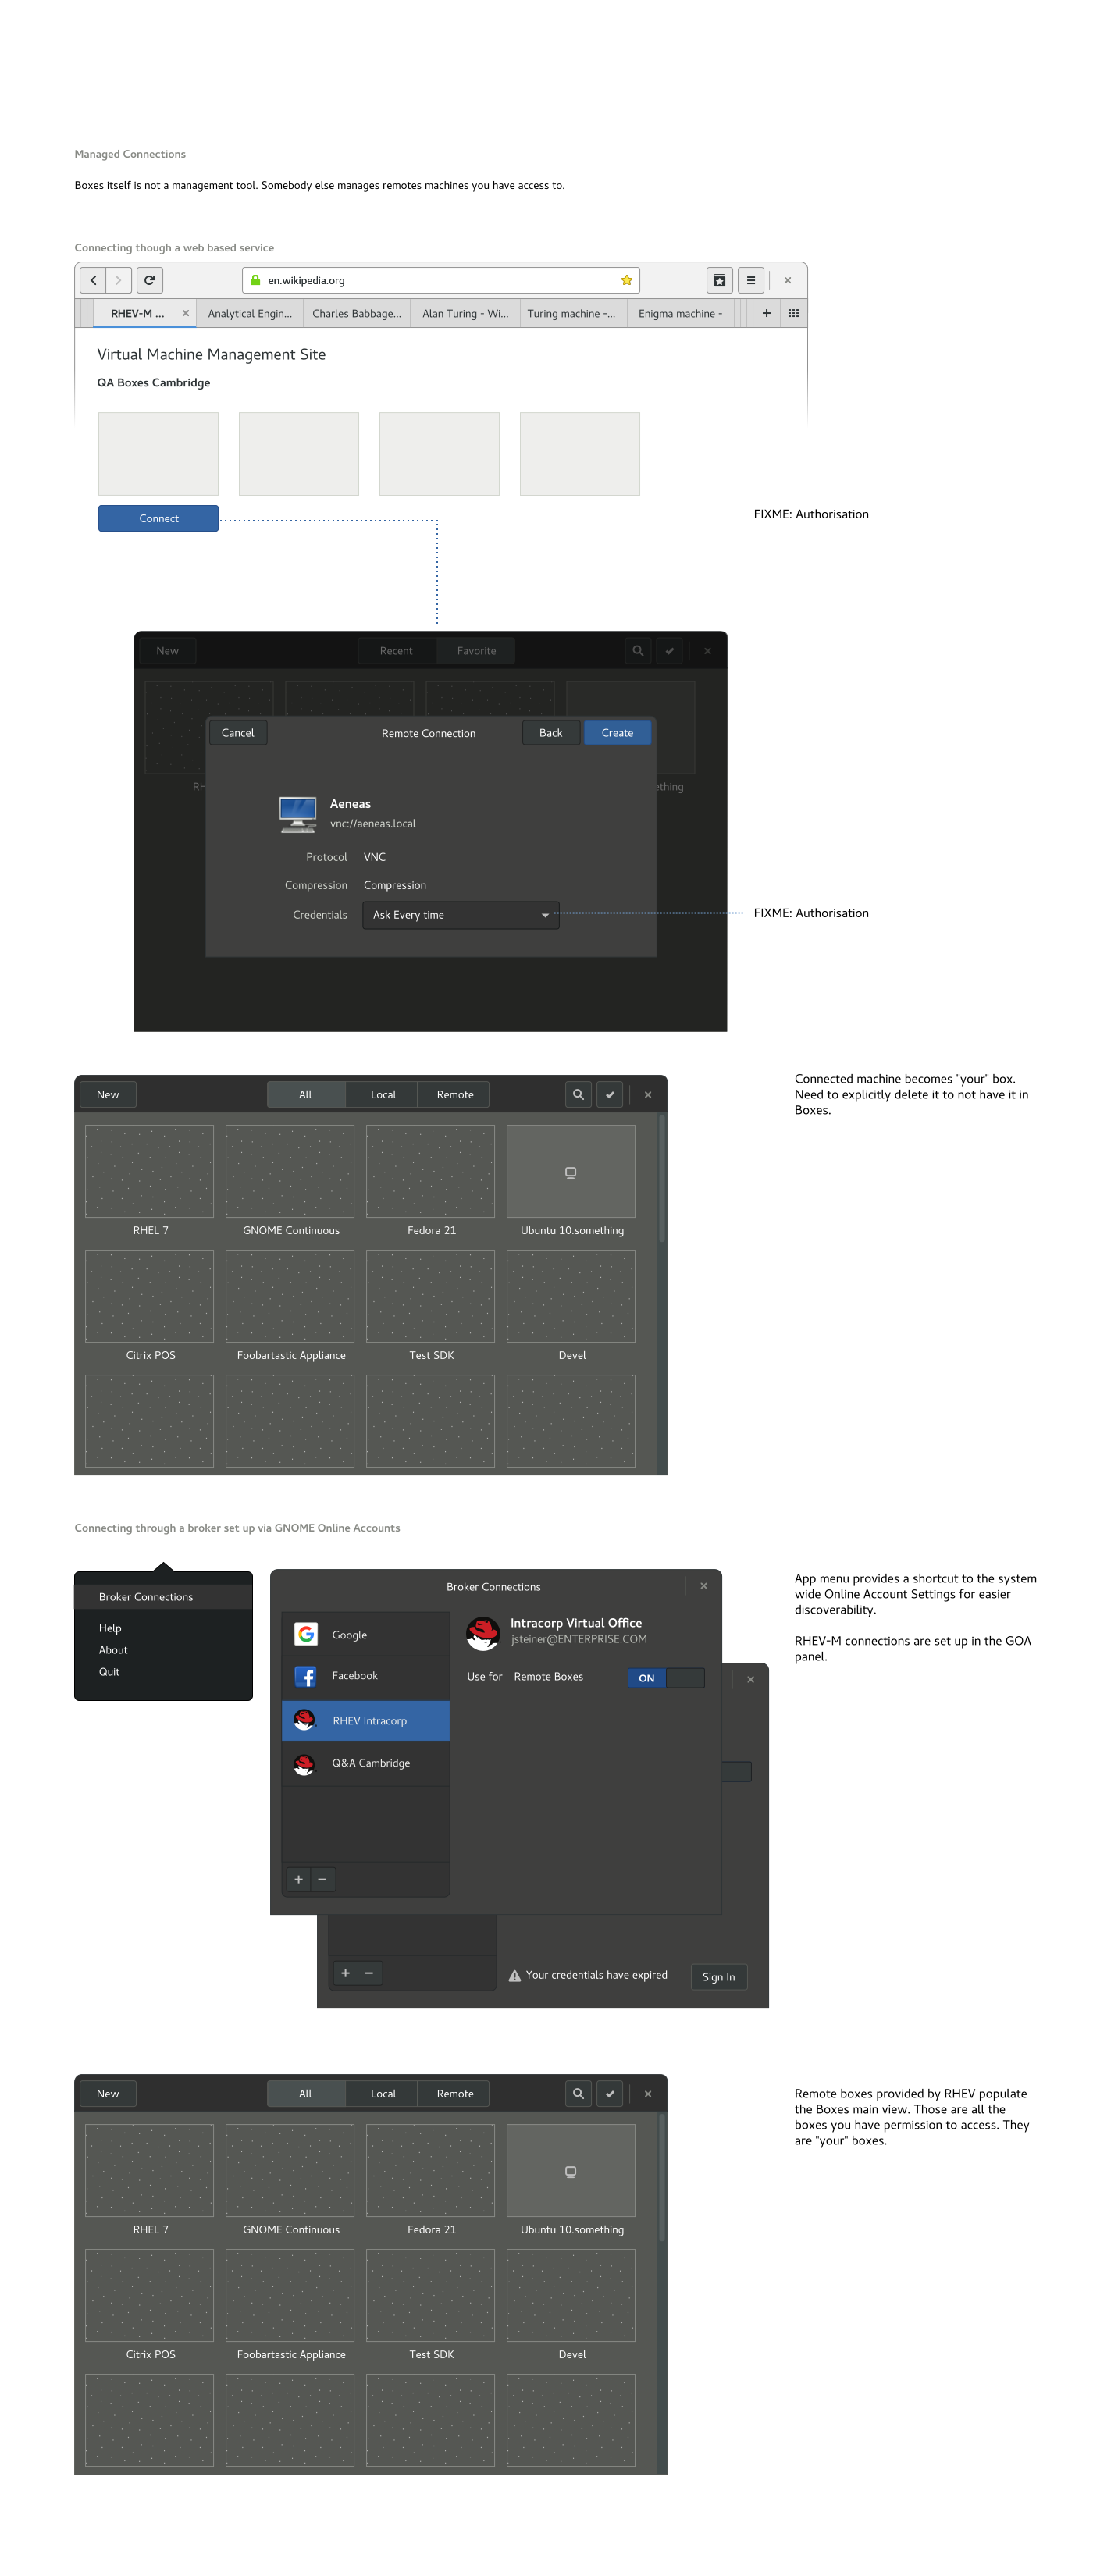 Managed Connections
Boxes itself is not a management tool. Somebody else manages remotes machines you have access to.
Connecting though a web based service
en.wikipedia.org
RHEV-M ...
Analytical Engin...
Charles Babbage...
Alan Turing - Wi...
Turing machine -...
Enigma machine -
Virtual Machine Management Site
QA Boxes Cambridge
Connect
FIXME: Authorisation
New
Recent
Favorite
Cancel
Remote Connection
Back
Create
RH
ething
Aeneas
vnc://aeneas.local
Protocol
VNC
Compression
Compression
Credentials
Ask Every time
FIXME: Authorisation
New
All
Local
Remote
RHEL 7
GNOME Continuous
Fedora 21
Ubuntu 10.something
Citrix POS
Foobartastic Appliance
Test SDK
Devel
Connected machine becomes "your" box.
Need to explicitly delete it to not have it in
Boxes.
Connecting through a broker set up via GNOME Online Accounts
Broker Connections
Help
About
Quit
Broker Connections
Google
Facebook
RHEV Intracorp
Q&A Cambridge
Intracorp Virtual Office
jsteiner@ENTERPRISE.COM
Use for
Remote Boxes
ON
Your credentials have expired
Sign In
App menu provides a shortcut to the system
wide Online Account Settings for easier
discoverability.
RHEV-M connections are set up in the GOA
panel.
New
All
Local
Remote
RHEL 7
GNOME Continuous
Fedora 21
Ubuntu 10.something
Citrix POS
Foobartastic Appliance
Test SDK
Devel
Remote boxes provided by RHEV populate
the Boxes main view. Those are all the
boxes you have permission to access. They
are "your" boxes.